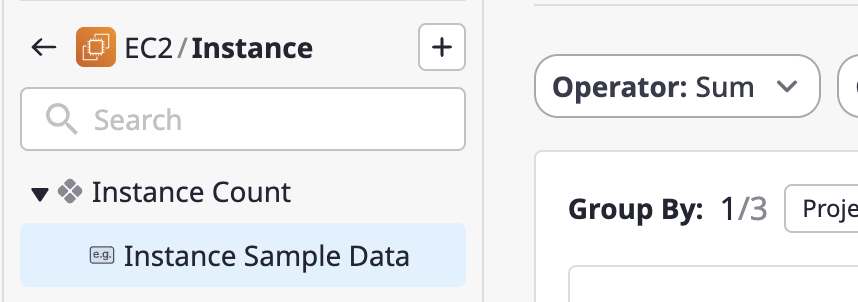 EC2 / Instance
Search
Instance Count
e.g. Instance Sample Data
Operator: Sum
Group By: 1/3